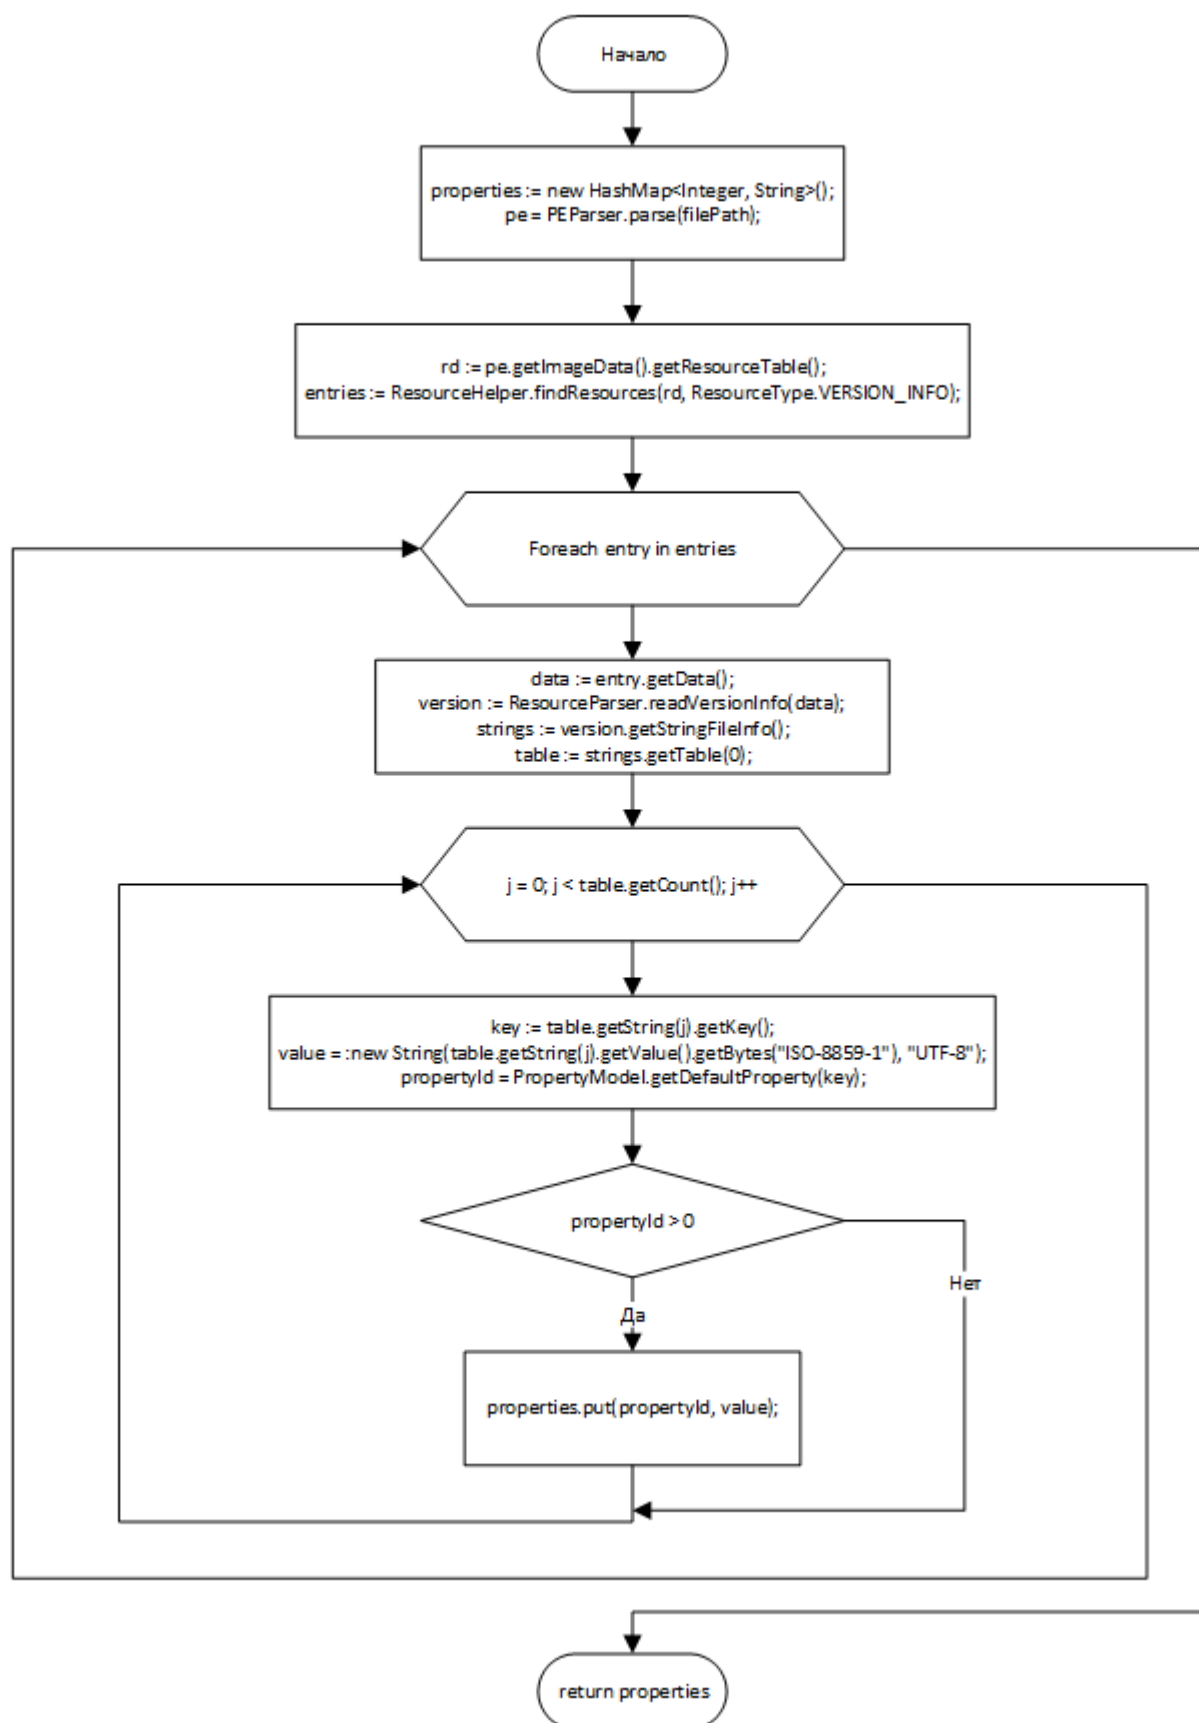 Начало
properties := new HashMap<Integer, String>();
pe = PEParser.parse(filePath);
rd := pe.getImageData().getResourceTable();
entries := ResourceHelper.findResources(rd, ResourceType.VERSION_INFO);
Foreach entry in entries
data := entry.getData();
version := ResourceParser.readVersionInfo(data);
strings := version.getStringFileInfo();
table := strings.getTable(0);
j = 0; j < table.getCount(); j++
key := table.getString(j).getKey();
value =:new String(table.getString(j).getValue().getBytes("ISO-8859-1"), "UTF-8");
propertyId = PropertyModel.getDefaultProperty(key);
propertyId > 0
Нет
Да
properties.put(propertyId, value);
return properties